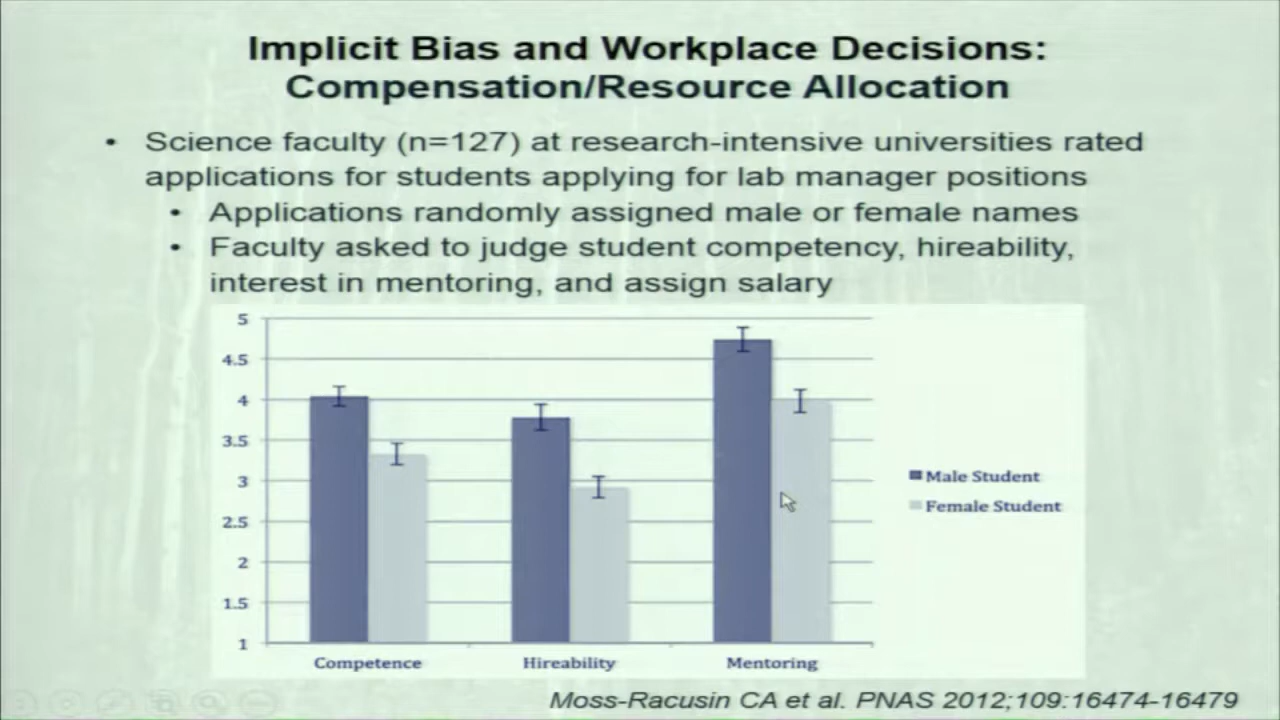 Implicit Bias and Workplace Decisions:
Compensation/Resource Allocation
• Science faculty (n=127) at research-intensive universities rated
applications for students applying for lab manager positions
• Applications randomly assigned male or female names
• Faculty asked to judge student competency, hireability,
interest in mentoring, and assign salary
5
4.5
4
3.5
3
2.5
2
1.5
1
Competence Hireability Mentoring
Male Student
Female Student
Moss-Racusin CA et al. PNAS 2012;109:16474-16479